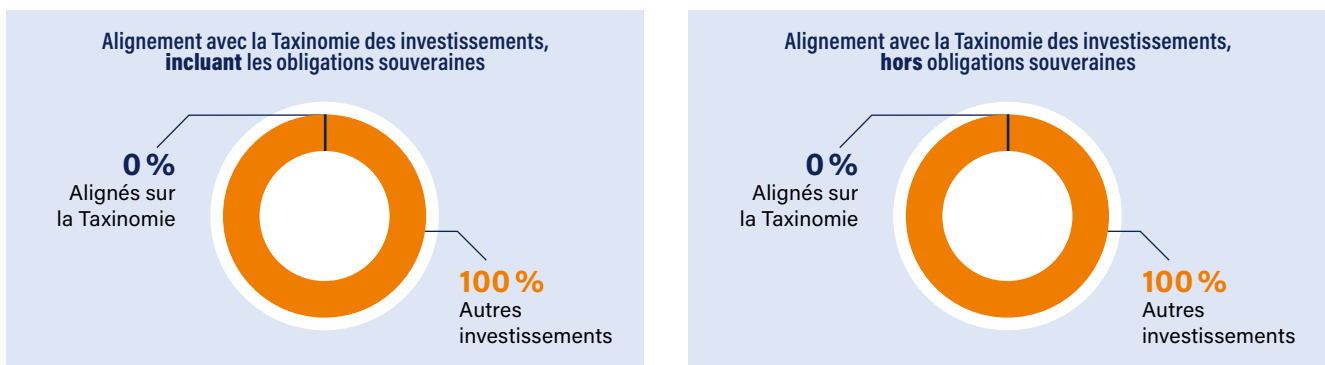 Alignement avec la Taxinomie des investissements,
incluant les obligations souveraines
0 %
Alignés sur
la Taxinomie
100 %
Autres
investissements
Alignement avec la Taxinomie des investissements,
hors obligations souveraines
0 %
Alignés sur
la Taxinomie
100 %
Autres
investissements